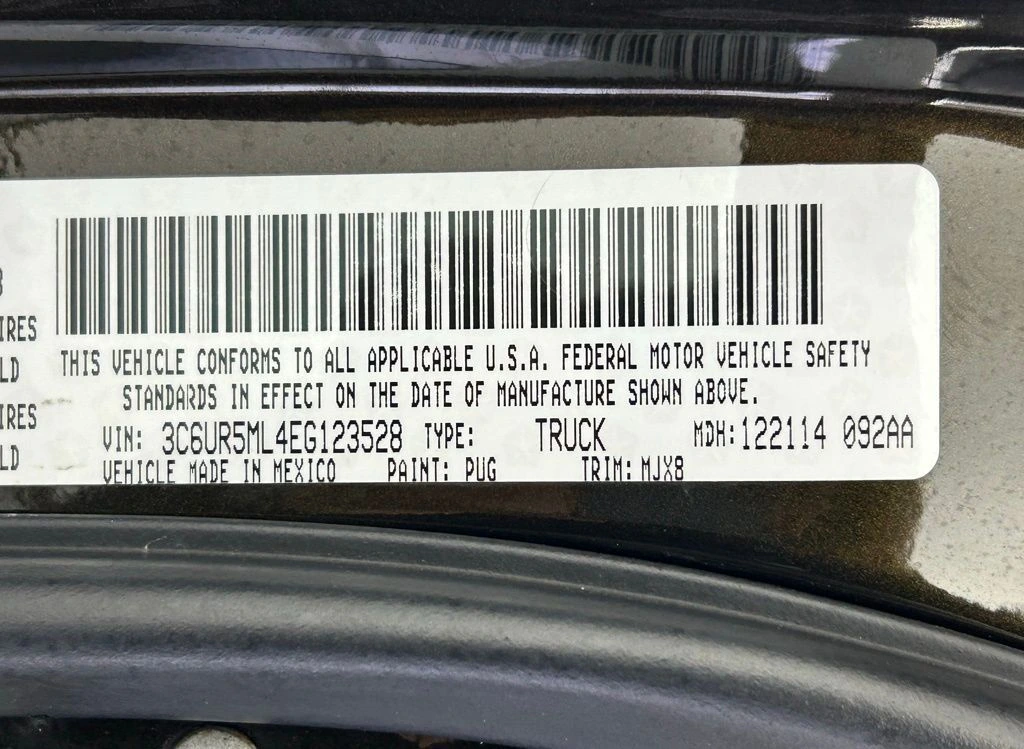 8
IRES
LD
IRES
LD
THIS VEHICLE CONFORMS TO ALL APPLICABLE U.S.A. FEDERAL MOTOR VEHICLE SAFETY
STANDARDS IN EFFECT ON THE DATE OF MANUFACTURE SHOWN ABOVE.
VIN: 3C6UR5ML4EG123528 TYPE: TRUCK MDH: 122114 092AA
VEHICLE MADE IN MEXICO PAINT: PUG TRIM: MJX8